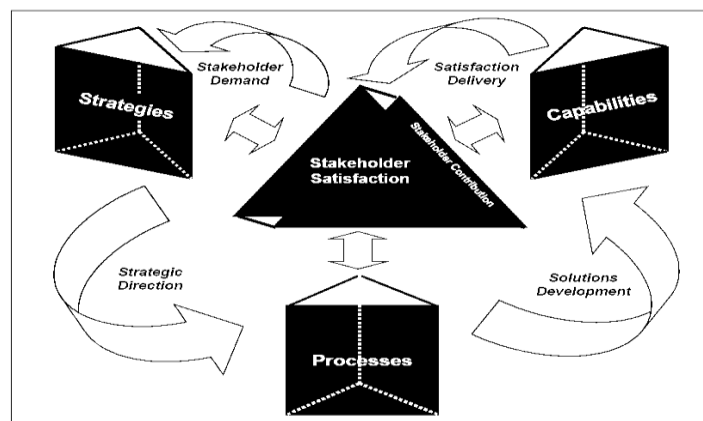 Stakeholder
Demand
Satisfaction
Delivery
Strategies
Capabilities
Stakeholder
Satisfaction
Stakeholder Contribution
Strategic
Direction
Solutions
Development
Processes